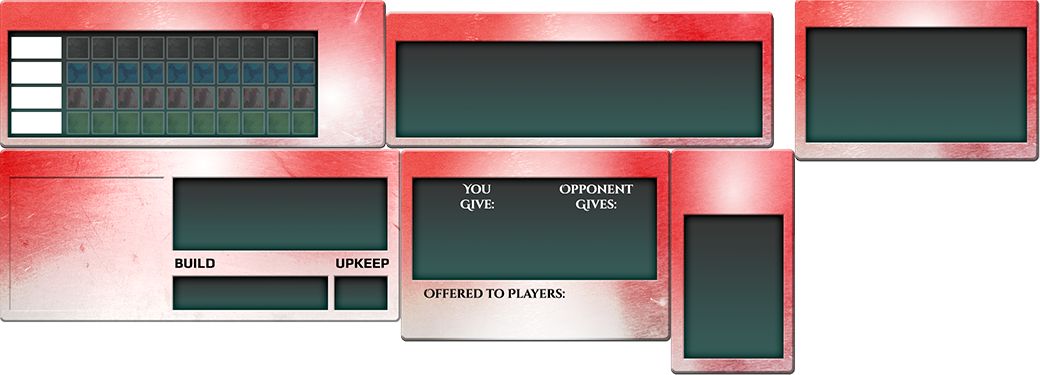 BUILD
UPKEEP
YOU
GIVE:
OPPONENT
GIVES:
OFFERED TO PLAYERS: